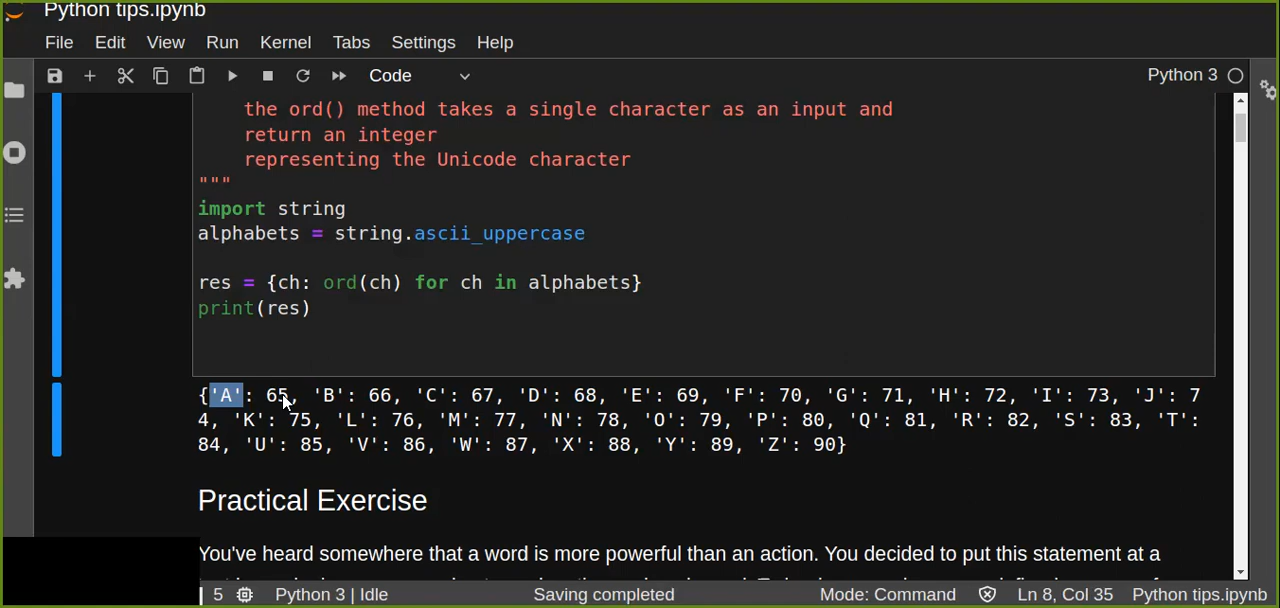 Python tips.ipynb
File Edit View Run Kernel Tabs Settings Help
Code Python 3
the ord() method takes a single character as an input and
return an integer
representing the Unicode character
"""
import string
alphabets = string.ascii_uppercase
res = {ch: ord(ch) for ch in alphabets}
print(res)
{'A': 65, 'B': 66, 'C': 67, 'D': 68, 'E': 69, 'F': 70, 'G': 71, 'H': 72, 'I': 73, 'J': 7
4, 'K': 75, 'L': 76, 'M': 77, 'N': 78, 'O': 79, 'P': 80, 'Q': 81, 'R': 82, 'S': 83, 'T':
84, 'U': 85, 'V': 86, 'W': 87, 'X': 88, 'Y': 89, 'Z': 90}
Practical Exercise
You've heard somewhere that a word is more powerful than an action. You decided to put this statement at a
5 Python 3 | Idle Saving completed Mode: Command Ln 8, Col 35 Python tips.ipynb